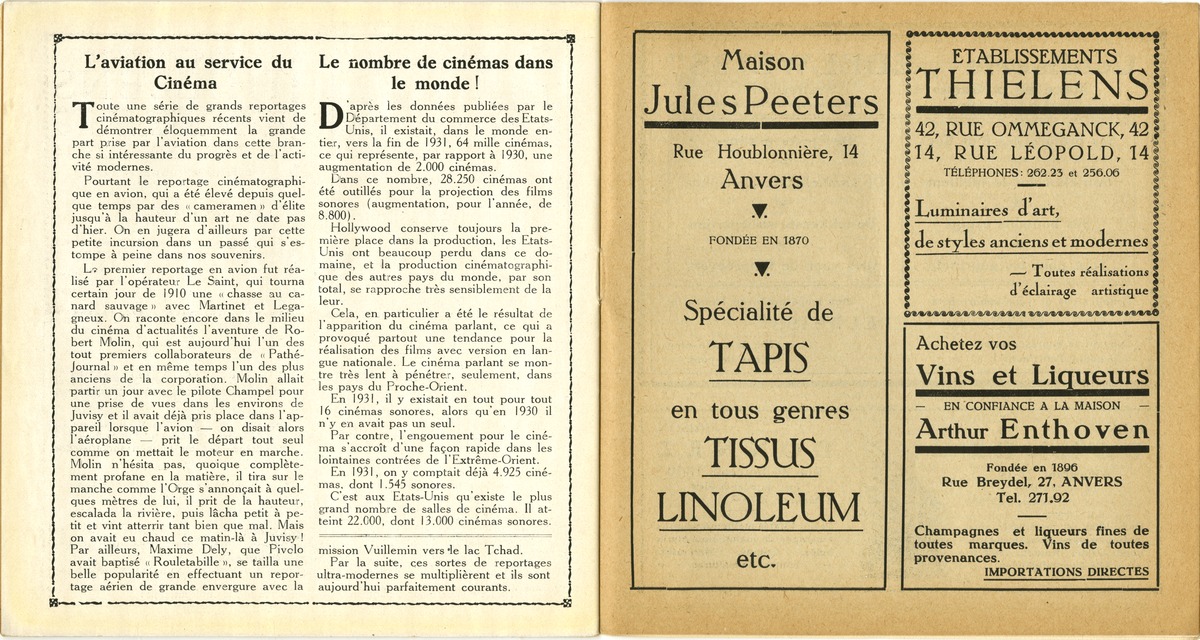 L'aviation au service du
Cinéma
Toute une série de grands reportages
cinématographiques récents vient de
démontrer éloquemment la grande
part prise par l'aviation dans cette bran-
che si intéressante du progrès et de l'acti-
vité modernes.
Pourtant le reportage cinématographi-
que en avion, qui a été élevé depuis quel-
que temps par des « cameramen » d'élite
jusqu'à la hauteur d'un art ne date pas
d'hier. On en jugera d'ailleurs par cette
petite incursion dans un passé qui s'es-
tompe à peine dans nos souvenirs.
Le premier reportage en avion fut réa-
lisé par l'opérateur Le Saint, qui tourna
certain jour de 1910 une « chasse au ca-
nard sauvage » avec Martinet et Lega-
gneux. On raconte encore dans le milieu
du cinéma d'actualités l'aventure de Ro-
bert Molin, qui est aujourd'hui l'un des
tout premiers collaborateurs de « Pathé-
Journal » et en même temps l'un des plus
anciens de la corporation. Molin allait
partir un jour avec le pilote Champel pour
une prise de vues dans les environs de
Juvisy et il avait déjà pris place dans l'ap-
pareil lorsque l'avion — on disait alors
l'aéroplane — prit le départ tout seul
comme on mettait le moteur en marche.
Molin n'hésita pas, quoique complète-
ment profane en la matière, il tira sur le
manche comme l'Orge s'annonçait à quel-
ques mètres de lui, il prit de la hauteur,
escalada la rivière, puis lâcha petit à pe-
tit et vint atterrir tant bien que mal. Mais
on avait eu chaud ce matin-là à Juvisy !
Par ailleurs, Maxime Dely, que Pivolo
avait baptisé « Rouletabille », se tailla une
belle popularité en effectuant un repor-
tage aérien de grande envergure avec la
Le nombre de cinémas dans
le monde !
D'après les données publiées par le
Département du commerce des Etats-
Unis, il existait, dans le monde en-
tier, vers la fin de 1931, 64 mille cinémas,
ce qui représente, par rapport à 1930, une
augmentation de 2.000 cinémas.
Dans ce nombre, 28.250 cinémas ont
été outillés pour la projection des films
sonores (augmentation, pour l'année, de
8.800).
Hollywood conserve toujours la pre-
mière place dans la production, les Etats-
Unis ont beaucoup perdu dans ce do-
maine, et la production cinématographi-
que des autres pays du monde, par son
total, se rapproche très sensiblement de la
leur.
Cela, en particulier a été le résultat de
l'apparition du cinéma parlant, ce qui a
provoqué partout une tendance pour la
réalisation des films avec version en lan-
gue nationale. Le cinéma parlant se mon-
tre très lent à pénétrer, seulement, dans
les pays du Proche-Orient.
En 1931, il y existait en tout pour tout
16 cinémas sonores, alors qu'en 1930 il
n'y en avait pas un seul.
Par contre, l'engouement pour le ciné-
ma s'accroît d'une façon rapide dans les
lointaines contrées de l'Extrême-Orient.
En 1931, on y comptait déjà 4.925 ciné-
mas, dont 1.545 sonores.
C'est aux Etats-Unis qu'existe le plus
grand nombre de salles de cinéma. Il at-
teint 22.000, dont 13.000 cinémas sonores.
mission Vuillemin vers le lac Tchad.
Par la suite, ces sortes de reportages
ultra-modernes se multiplièrent et ils sont
aujourd'hui parfaitement courants.
Maison
Jules Peeters
Rue Houblonnière, 14
Anvers
FONDÉE EN 1870
Spécialité de
TAPIS
en tous genres
TISSUS
LINOLEUM
etc.
ETABLISSEMENTS
THIELENS
42, RUE OMMEGANCK, 42
14, RUE LÉOPOLD, 14
TÉLÉPHONES : 262.23 et 256.06
Luminaires d'art,
de styles anciens et modernes
— Toutes réalisations
d'éclairage artistique
Achetez vos
Vins et Liqueurs
— EN CONFIANCE A LA MAISON —
Arthur Enthoven
Fondée en 1896
Rue Breydel, 27, ANVERS
Tel. 271.92
Champagnes et liqueurs fines de
toutes marques. Vins de toutes
provenances.
IMPORTATIONS DIRECTES